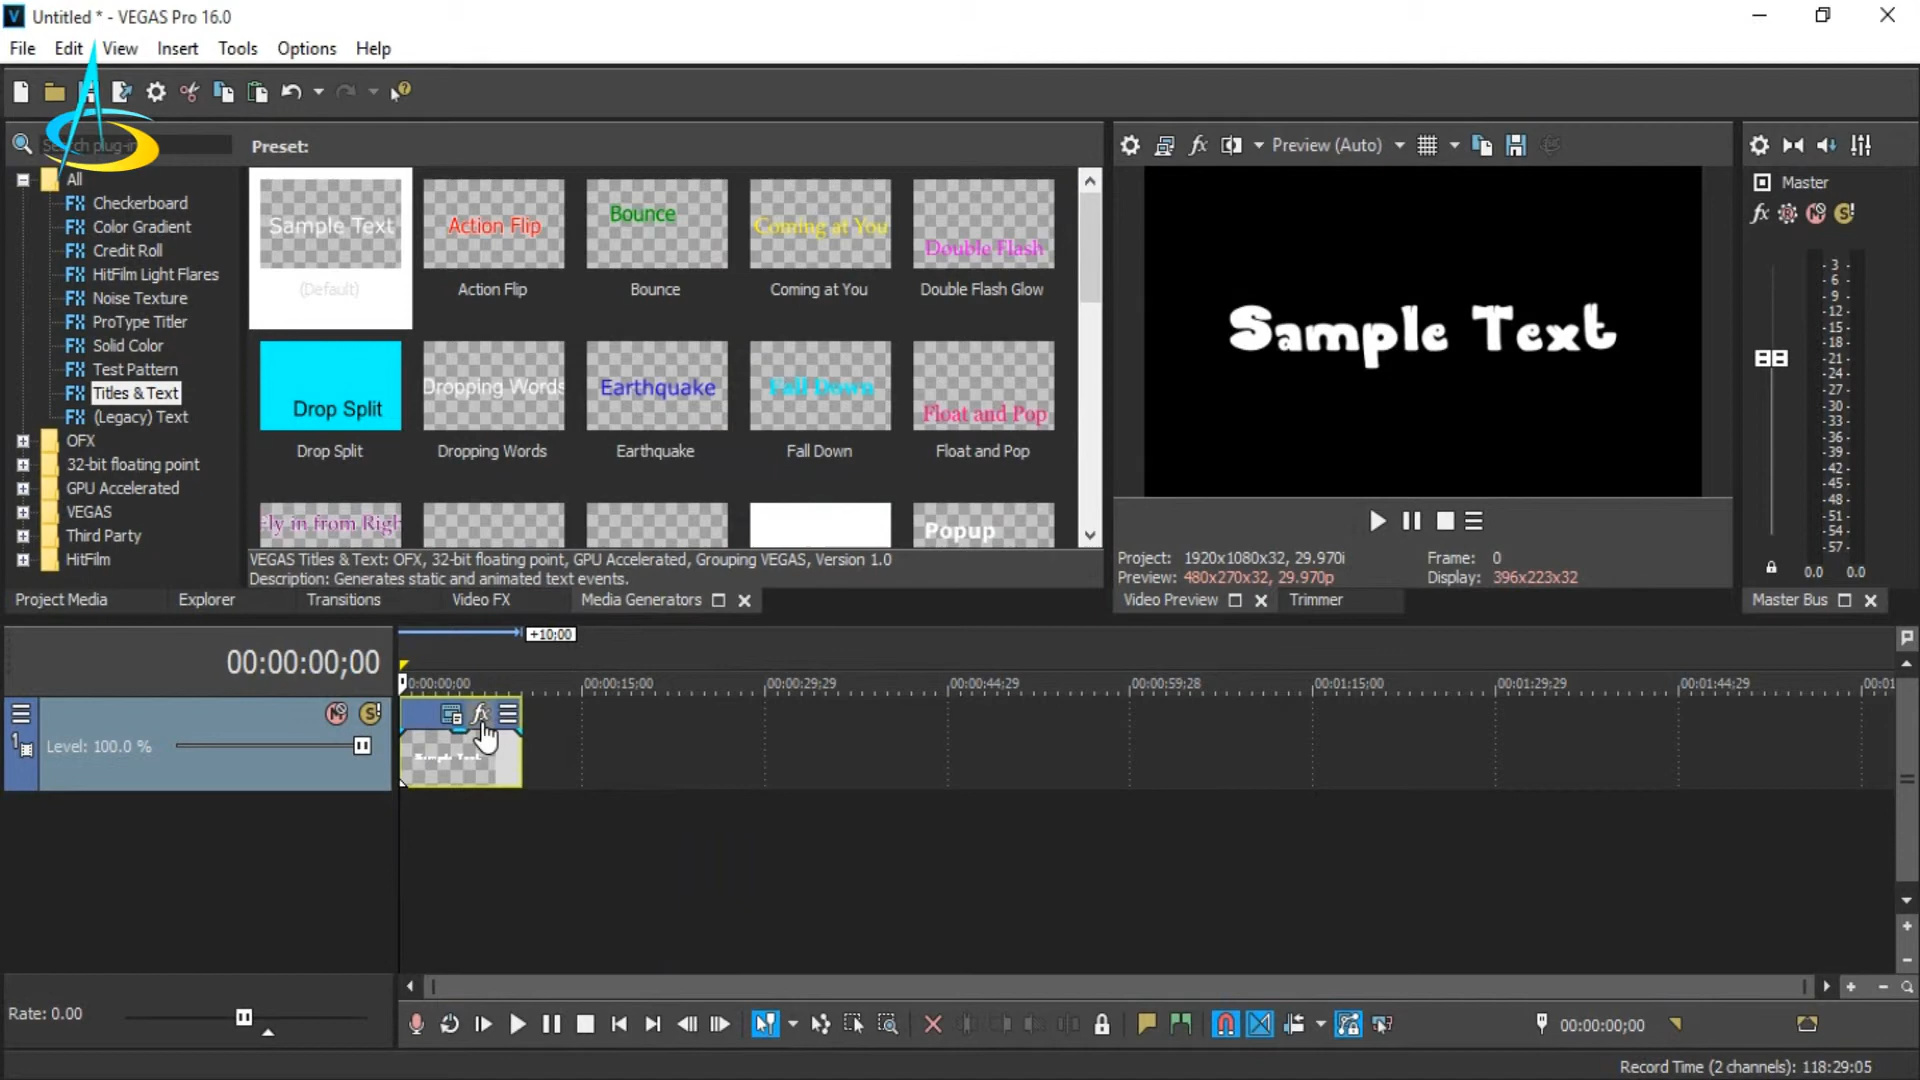 Untitled * - VEGAS Pro 16.0
File Edit View Insert Tools Options Help
Search plug-in
Preset:
Preview (Auto)
All
Checkerboard
Color Gradient
Credit Roll
HitFilm Light Flares
Noise Texture
ProType Titler
Solid Color
Test Pattern
Titles & Text
(Legacy) Text
OFX
32-bit floating point
GPU Accelerated
VEGAS
Third Party
HitFilm
Sample Text
Action Flip
Bounce
Coming at You
Double Flash
(Default)
Action Flip
Bounce
Coming at You
Double Flash Glow
Drop Split
Dropping Words
Earthquake
Fall Down
Float and Pop
Drop Split
Dropping Words
Earthquake
Fall Down
Float and Pop
Fly in from Righ
Popup
VEGAS Titles & Text: OFX, 32-bit floating point, GPU Accelerated, Grouping VEGAS, Version 1.0
Description: Generates static and animated text events.
Project Media Explorer Transitions Video FX Media Generators
Sample Text
Project: 1920x1080x32, 29.970i Frame: 0
Preview: 480x270x32, 29.970p Display: 396x223x32
Video Preview Trimmer
Master
-3-
-6-
-9-
-12-
-15-
-18-
-21-
-24-
-27-
-30-
-33-
-36-
-39-
-42-
-45-
-48-
-51-
-54-
-57-
0.0 0.0
Master Bus
+10;00
00:00:00;00
0:00:00;00 00:00:15;00 00:00:29;29 00:00:44;29 00:00:59;28 00:01:15;00 00:01:29;29 00:01:44;29 00:01
fx
1
Level: 100.0 %
Sample Text
Rate: 0.00
00:00:00;00
Record Time (2 channels): 118:29:05